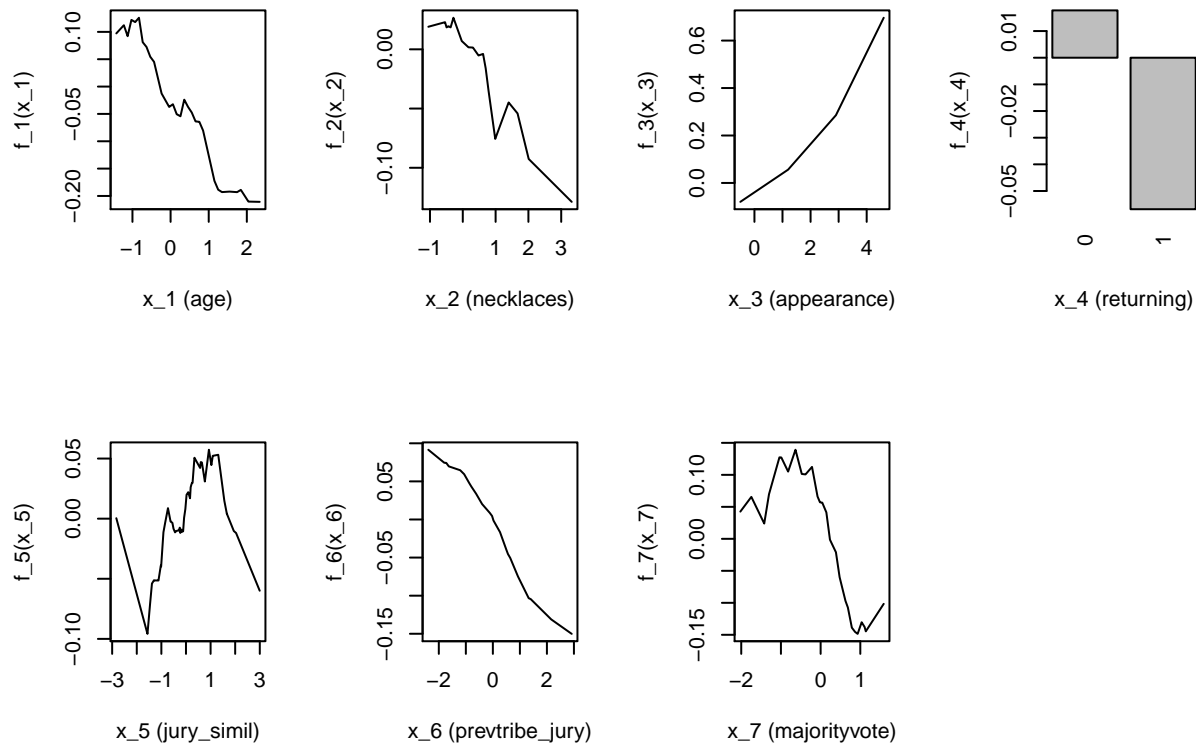 f_1(x_1)
0.10
−0.05
−0.20
−1 0 1 2
x_1 (age)
f_2(x_2)
0.00
−0.10
−1 1 2 3
x_2 (necklaces)
f_3(x_3)
0.6
0.4
0.2
0.0
0 2 4
x_3 (appearance)
f_4(x_4)
0.01
−0.02
−0.05
0 1
x_4 (returning)
f_5(x_5)
0.05
0.00
−0.10
−3 −1 1 3
x_5 (jury_simil)
f_6(x_6)
0.05
−0.05
−0.15
−2 0 2
x_6 (prevtribe_jury)
f_7(x_7)
0.10
0.00
−0.15
−2 0 1
x_7 (majorityvote)